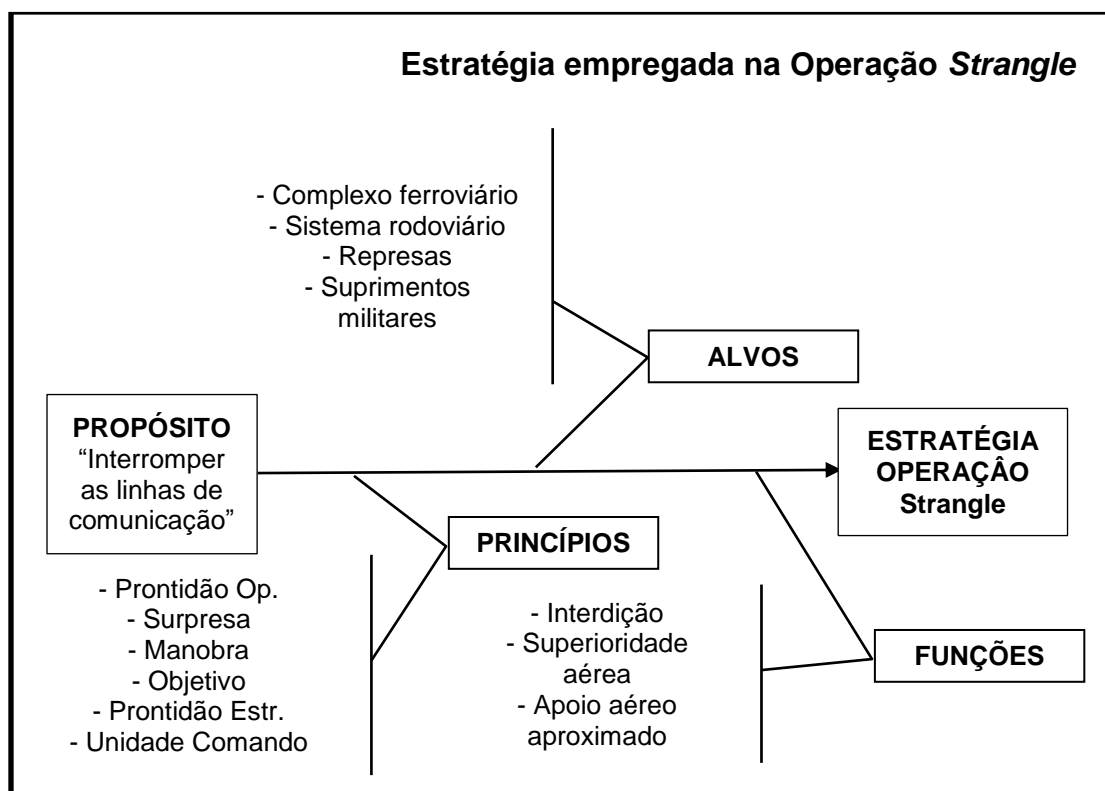 Estratégia empregada na Operação Strangle
- Complexo ferroviário
- Sistema rodoviário
- Represas
- Suprimentos
militares
ALVOS
PROPÓSITO
“Interromper
as linhas de
comunicação”
ESTRATÉGIA
OPERAÇÂO
Strangle
PRINCÍPIOS
- Prontidão Op.
- Surpresa
- Manobra
- Objetivo
- Prontidão Estr.
- Unidade Comando
- Interdição
- Superioridade
aérea
- Apoio aéreo
aproximado
FUNÇÕES